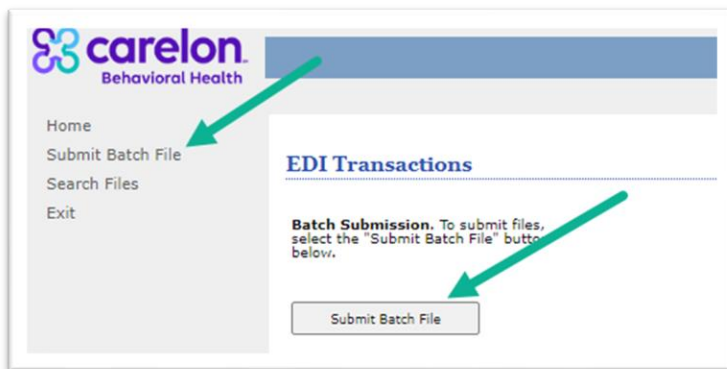 carelon.
Behavioral Health
Home
Submit Batch File
Search Files
Exit
EDI Transactions
Batch Submission. To submit files,
select the "Submit Batch File" button
below.
Submit Batch File